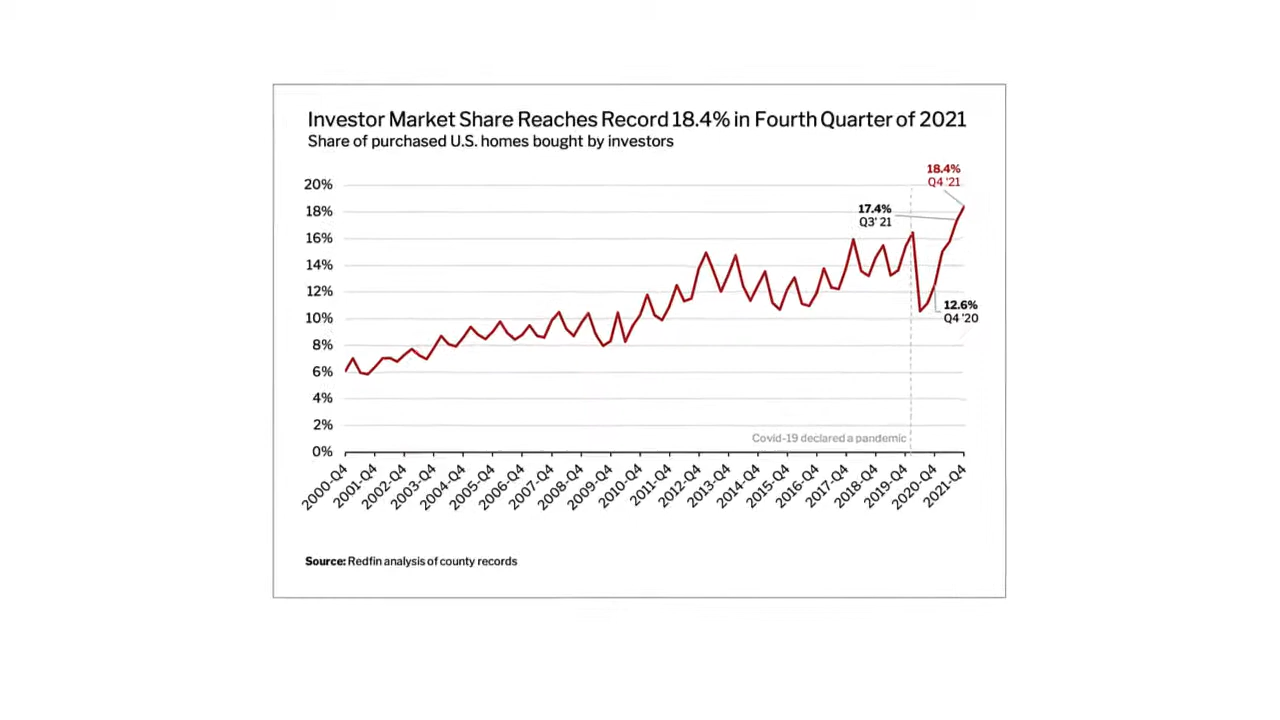 Investor Market Share Reaches Record 18.4% in Fourth Quarter of 2021
Share of purchased U.S. homes bought by investors
18.4%
Q4 '21
20%
17.4%
Q3' 21
18%
16%
14%
12%
12.6%
Q4 '20
10%
8%
6%
4%
2%
Covid-19 declared a pandemic
0%
2000-Q4
2001-Q4
2002-Q4
2003-Q4
2004-Q4
2005-Q4
2006-Q4
2007-Q4
2008-Q4
2009-Q4
2010-Q4
2011-Q4
2012-Q4
2013-Q4
2014-Q4
2015-Q4
2016-Q4
2017-Q4
2018-Q4
2019-Q4
2020-Q4
2021-Q4
Source: Redfin analysis of county records